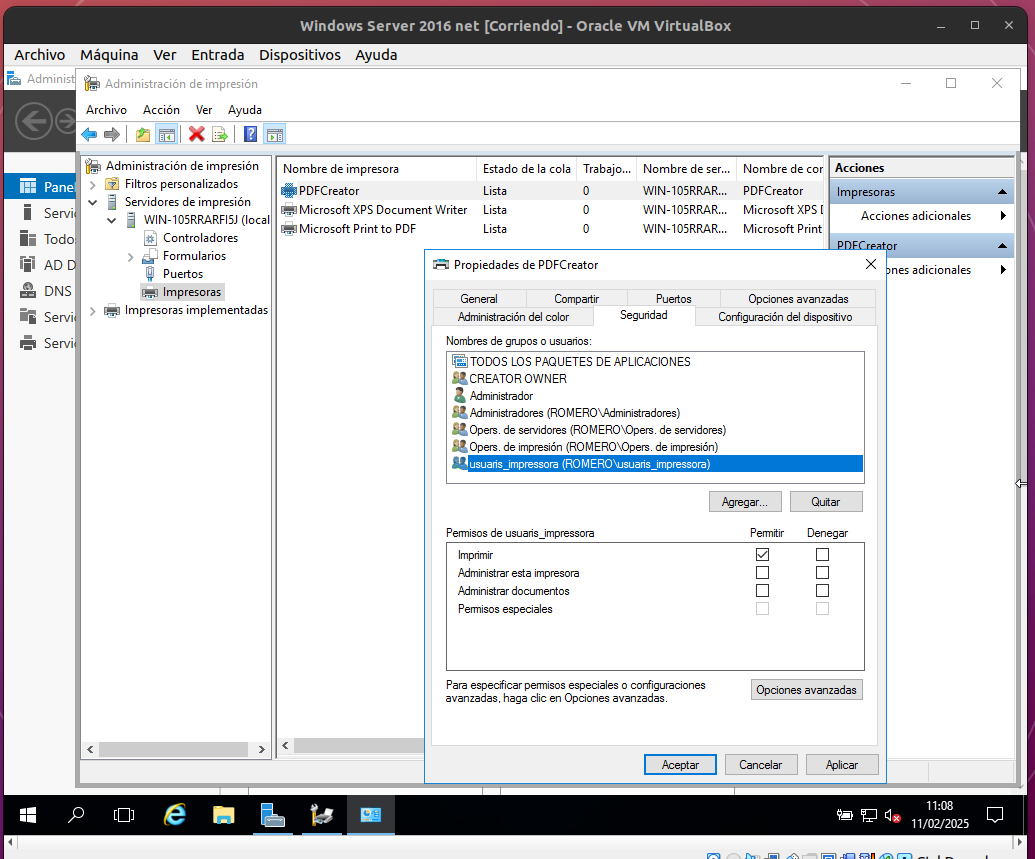 Windows Server 2016 net [Corriendo] - Oracle VM VirtualBox
Archivo Máquina Ver Entrada Dispositivos Ayuda
Administ
Administración de impresión
Archivo Acción Ver Ayuda
Panel
Servi
Todo
AD D
DNS
Servi
Servi
Administración de impresión
Filtros personalizados
Servidores de impresión
WIN-105RRARFI5J (local
Controladores
Formularios
Puertos
Impresoras
Impresoras implementadas
Nombre de impresora Estado de la cola Trabajo... Nombre de ser... Nombre de cor
PDFCreator Lista 0 WIN-105RRAR... PDFCreator
Microsoft XPS Document Writer Lista 0 WIN-105RRAR... Microsoft XPS D
Microsoft Print to PDF Lista 0 WIN-105RRAR... Microsoft Print
Acciones
Impresoras
Acciones adicionales
PDFCreator
ones adicionales
Propiedades de PDFCreator
General Compartir Puertos Opciones avanzadas
Administración del color Seguridad Configuración del dispositivo
Nombres de grupos o usuarios:
TODOS LOS PAQUETES DE APLICACIONES
CREATOR OWNER
Administrador
Administradores (ROMERO\Administradores)
Opers. de servidores (ROMERO\Opers. de servidores)
Opers. de impresión (ROMERO\Opers. de impresión)
usuaris_impressora (ROMERO\usuaris_impressora)
Agregar... Quitar
Permisos de usuaris_impressora Permitir Denegar
Imprimir
Administrar esta impresora
Administrar documentos
Permisos especiales
Para especificar permisos especiales o configuraciones
avanzadas, haga clic en Opciones avanzadas.
Opciones avanzadas
Aceptar Cancelar Aplicar
11:08
11/02/2025